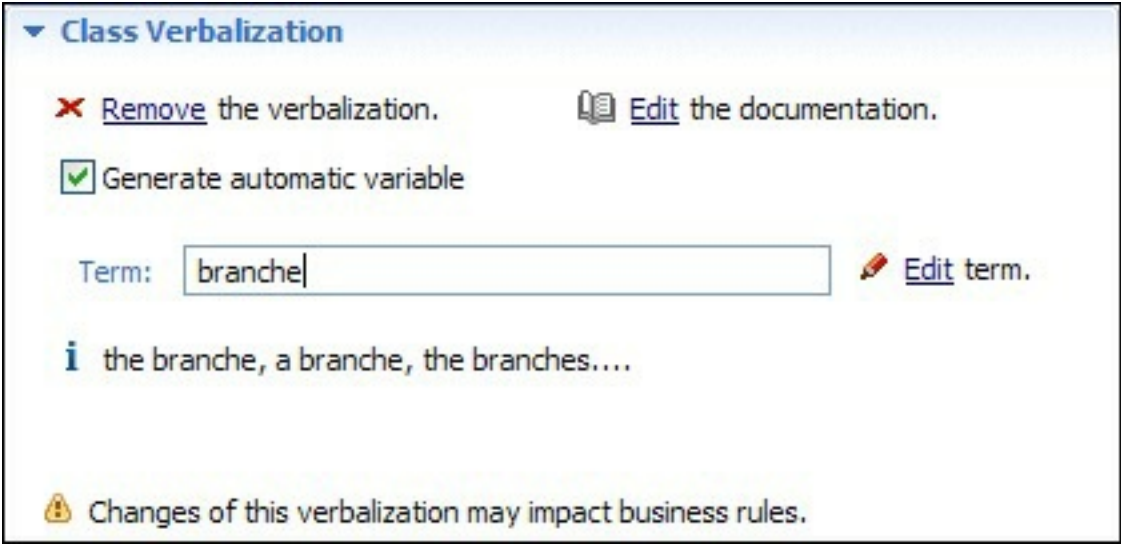 Class Verbalization
Remove the verbalization. Edit the documentation.
Generate automatic variable
Term: branche Edit term.
i the branche, a branche, the branches....
Changes of this verbalization may impact business rules.